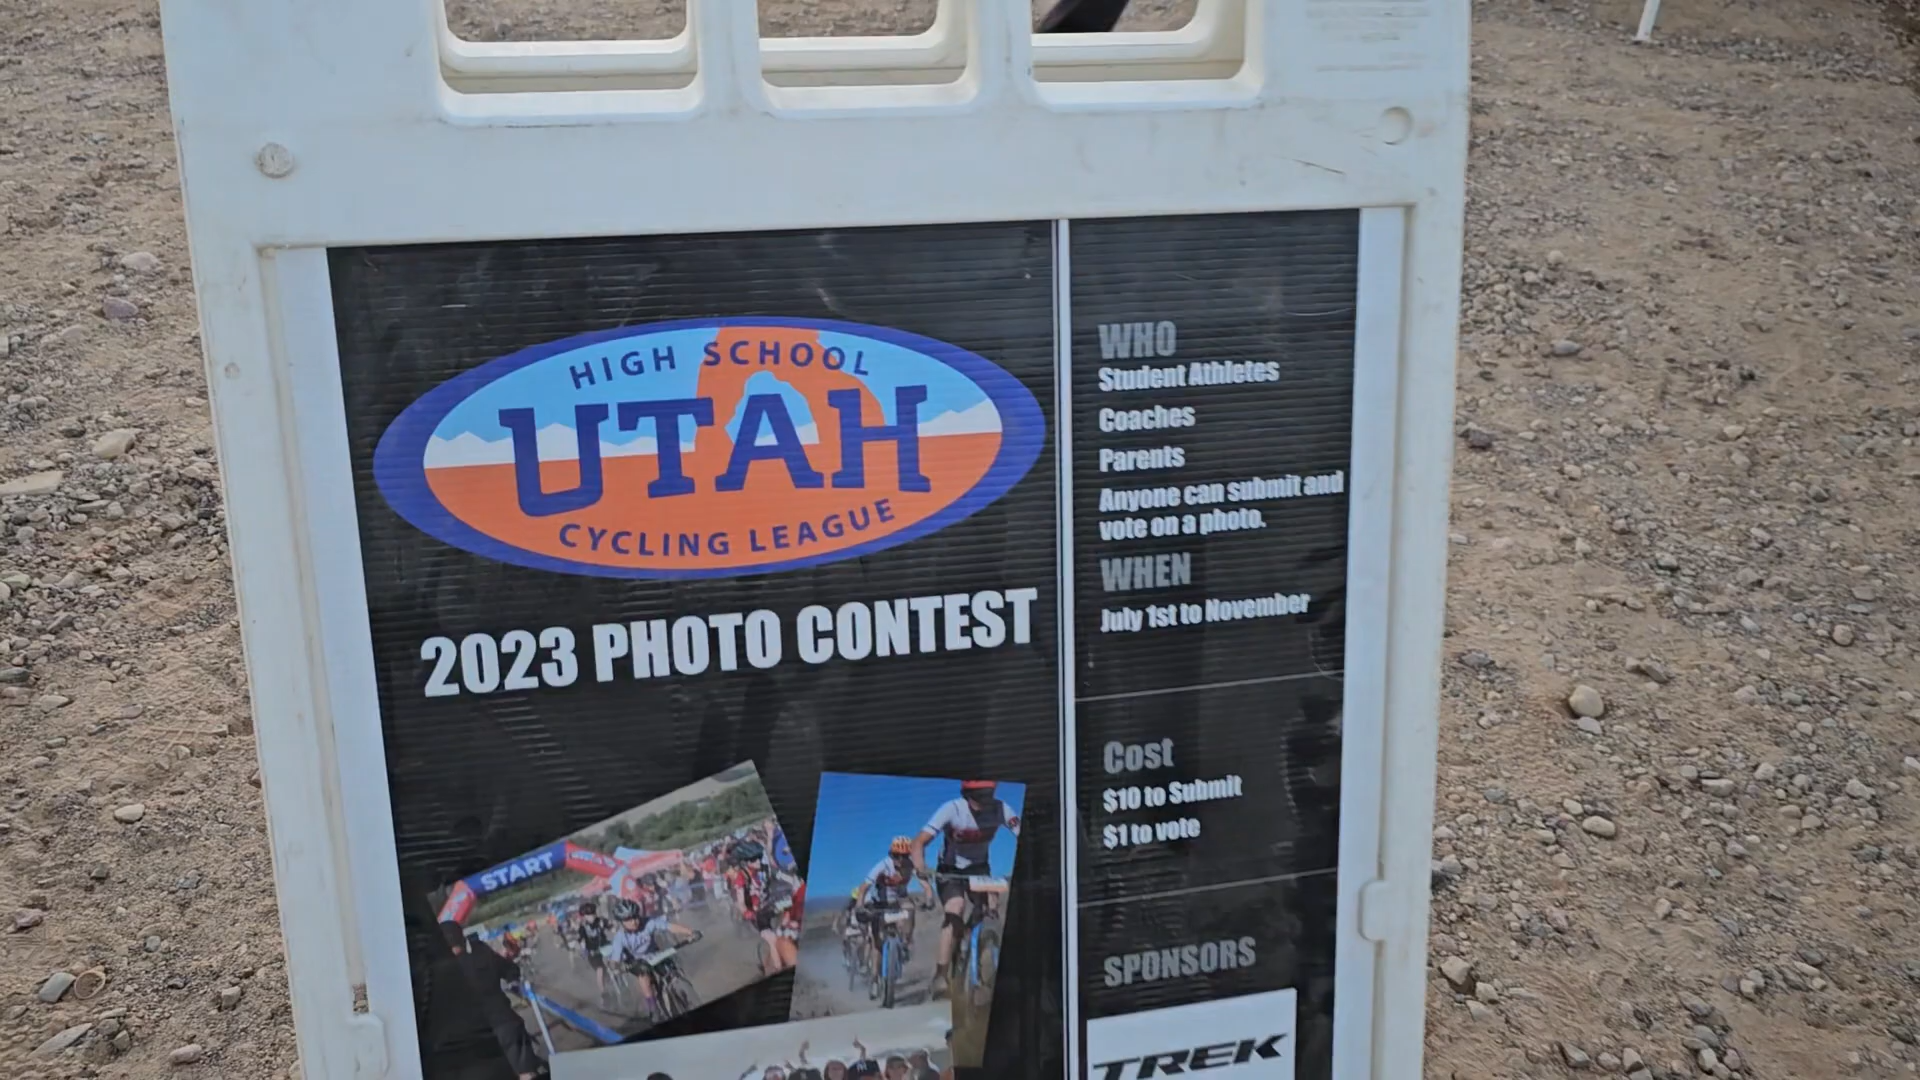 HIGH SCHOOL
UTAH
CYCLING LEAGUE
2023 PHOTO CONTEST
START
WHO
Student Athletes
Coaches
Parents
Anyone can submit and
vote on a photo.
WHEN
July 1st to November
Cost
$10 to Submit
$1 to vote
SPONSORS
TREK